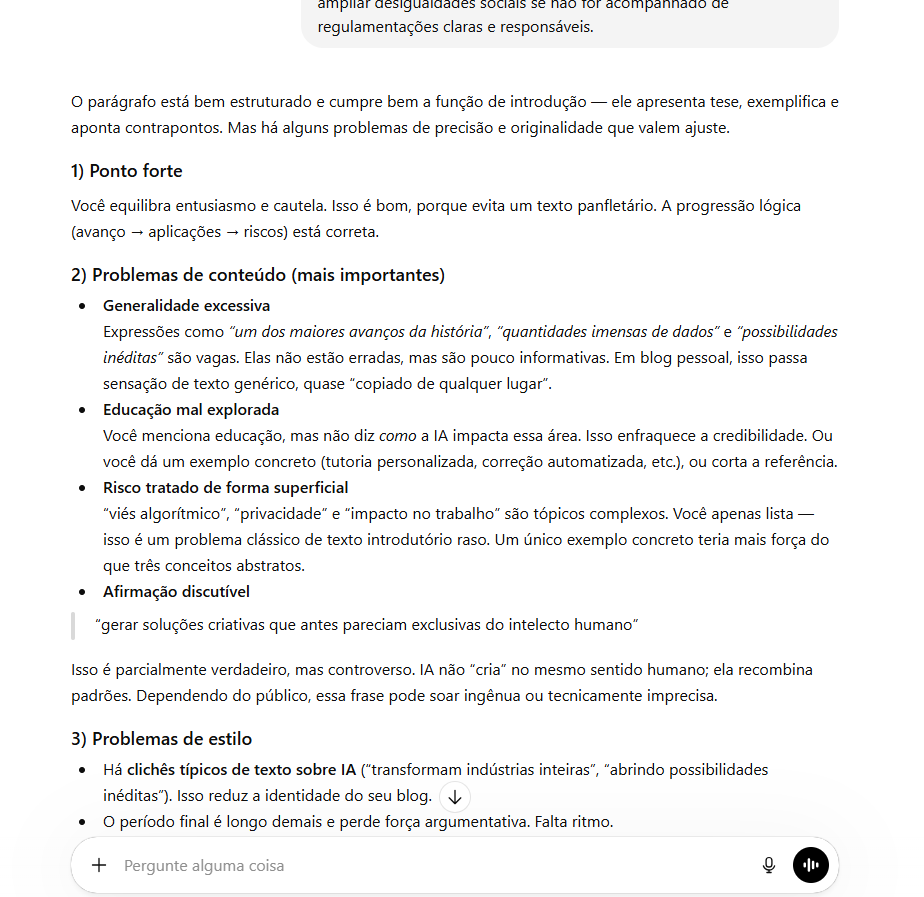 ampliar desigualdades sociais se não for acompanhado de
regulamentações claras e responsáveis.
O parágrafo está bem estruturado e cumpre bem a função de introdução — ele apresenta tese, exemplifica e
aponta contrapontos. Mas há alguns problemas de precisão e originalidade que valem ajuste.
1) Ponto forte
Você equilibra entusiasmo e cautela. Isso é bom, porque evita um texto panfletário. A progressão lógica
(avanço → aplicações → riscos) está correta.
2) Problemas de conteúdo (mais importantes)
• Generalidade excessiva
Expressões como “um dos maiores avanços da história”, “quantidades imensas de dados” e “possibilidades
inéditas” são vagas. Elas não estão erradas, mas são pouco informativas. Em blog pessoal, isso passa
sensação de texto genérico, quase “copiado de qualquer lugar”.
• Educação mal explorada
Você menciona educação, mas não diz como a IA impacta essa área. Isso enfraquece a credibilidade. Ou
você dá um exemplo concreto (tutoria personalizada, correção automatizada, etc.), ou corta a referência.
• Risco tratado de forma superficial
“viés algorítmico”, “privacidade” e “impacto no trabalho” são tópicos complexos. Você apenas lista —
isso é um problema clássico de texto introdutório raso. Um único exemplo concreto teria mais força do
que três conceitos abstratos.
• Afirmação discutível
“gerar soluções criativas que antes pareciam exclusivas do intelecto humano”
Isso é parcialmente verdadeiro, mas controverso. IA não “cria” no mesmo sentido humano; ela recombina
padrões. Dependendo do público, essa frase pode soar ingênua ou tecnicamente imprecisa.
3) Problemas de estilo
• Há clichês típicos de texto sobre IA (“transformam indústrias inteiras”, “abrindo possibilidades
inéditas”). Isso reduz a identidade do seu blog.
• O período final é longo demais e perde força argumentativa. Falta ritmo.
Pergunte alguma coisa